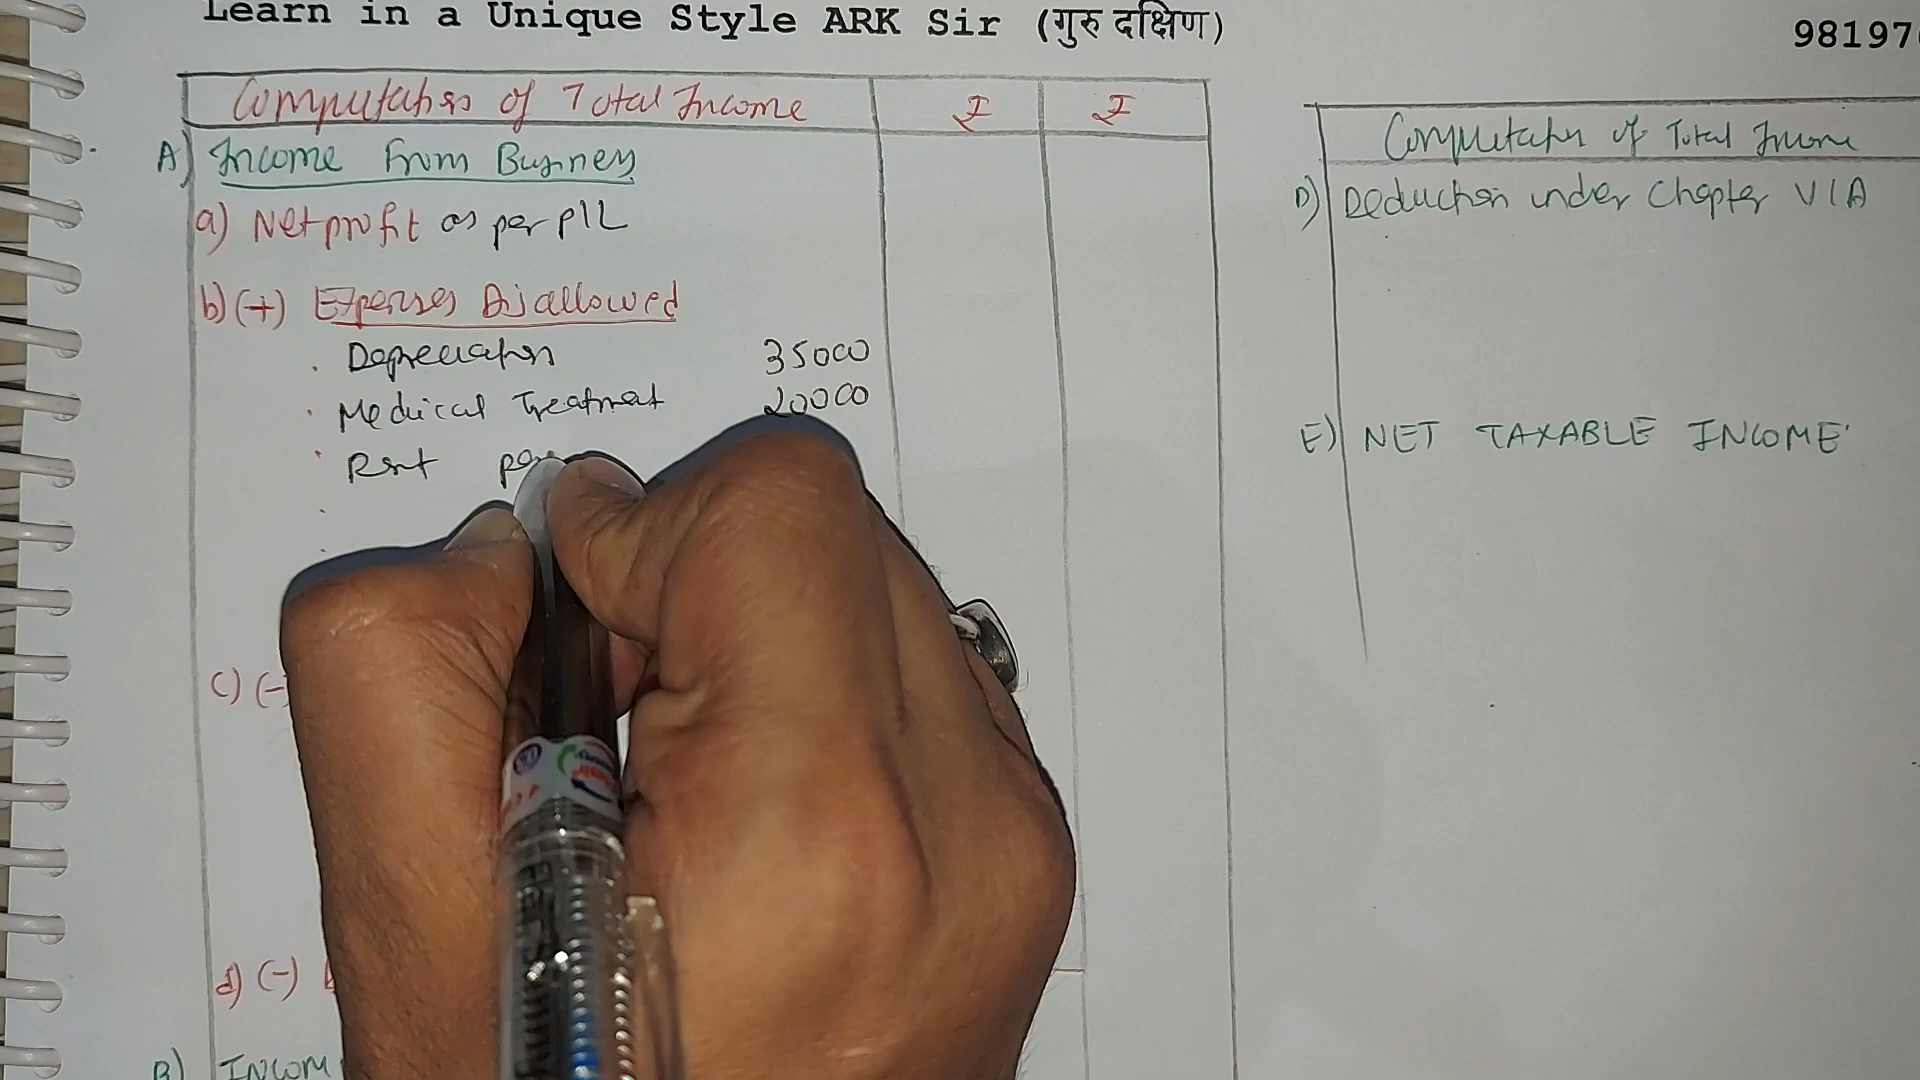 Learn in a Unique Style ARK Sir (गुरु दक्षिण)
98197
Computation of Total Income ₹ ₹
A) Income From Business
a) Net profit as per P/L
b) (+) Expenses Disallowed
Depreciation 35000
Medical Treatment 20000
Rent
c) (-)
d) (-)
B) INCOM
Computation of Total Income
D) Deduction under Chapter VIA
E) NET TAXABLE INCOME